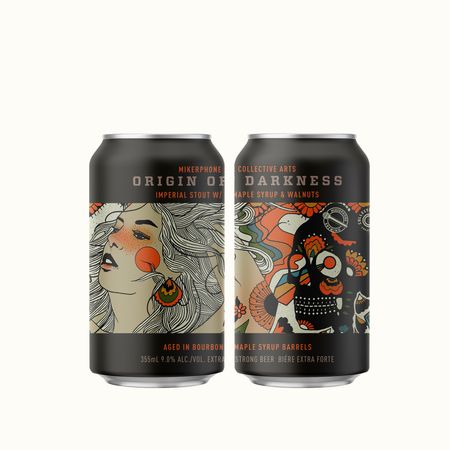 MIKERPHONE
COLLECTIVE ARTS
ORIGIN OF DARKNESS
IMPERIAL STOUT W/ MAPLE SYRUP & WALNUTS
AGED IN BOURBON MAPLE SYRUP BARRELS
355mL 9.0% ALC./VOL. EXTRA STRONG BEER BIÈRE EXTRA FORTE